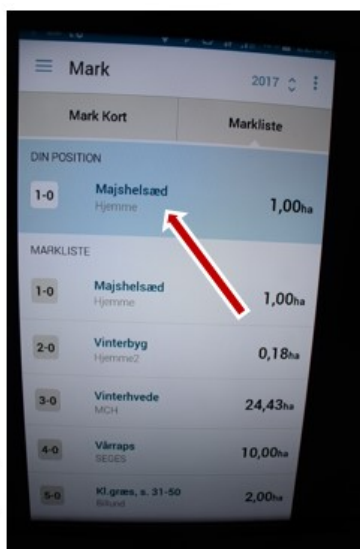 Mark
2017
Mark Kort
Markliste
DIN POSITION
1-0
Majshelsæd
Hjemme
1,00ha
MARKLISTE
1-0
Majshelsæd
Hjemme
1,00ha
2-0
Vinterbyg
Hjemme2
0,18ha
3-0
Vinterhvede
MCH
24,43ha
4-0
Vårraps
SEGES
10,00ha
5-0
Kl.græs, s. 31-50
Billund
2,00ha